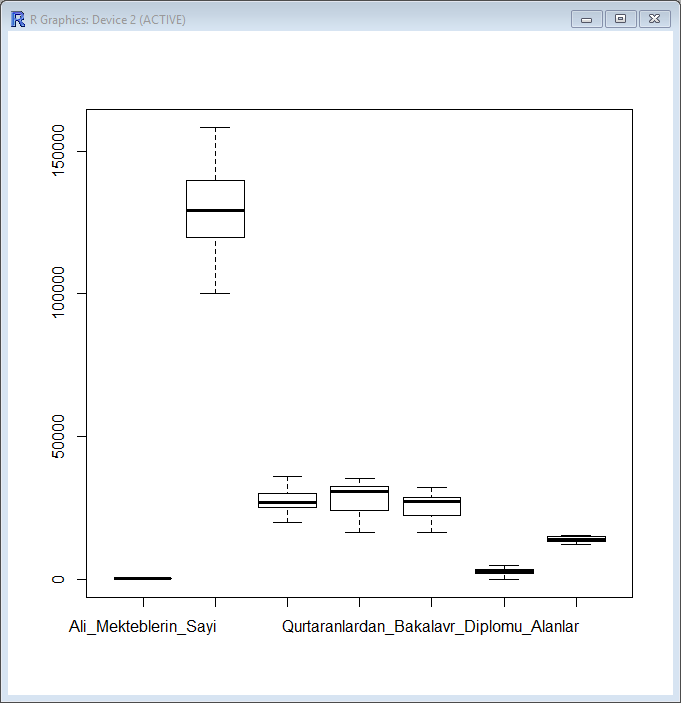 R Graphics: Device 2 (ACTIVE)
150000
100000
50000
0
Ali_Mekteblerin_Sayi Qurtaranlardan_Bakalavr_Diplomu_Alanlar